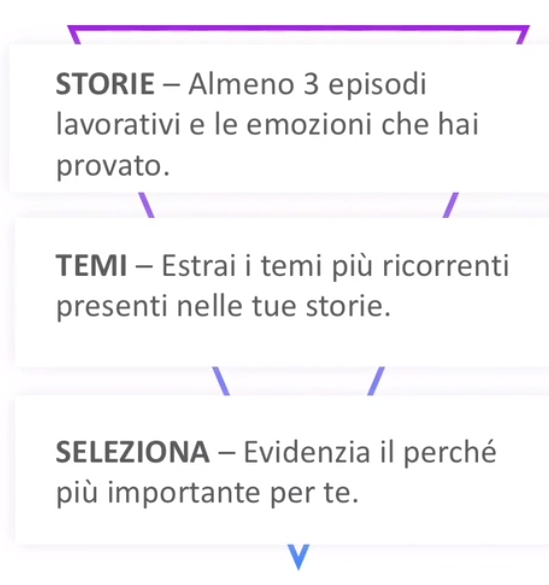 STORIE – Almeno 3 episodi
lavorativi e le emozioni che hai
provato.
TEMI – Estrai i temi più ricorrenti
presenti nelle tue storie.
SELEZIONA – Evidenzia il perché
più importante per te.